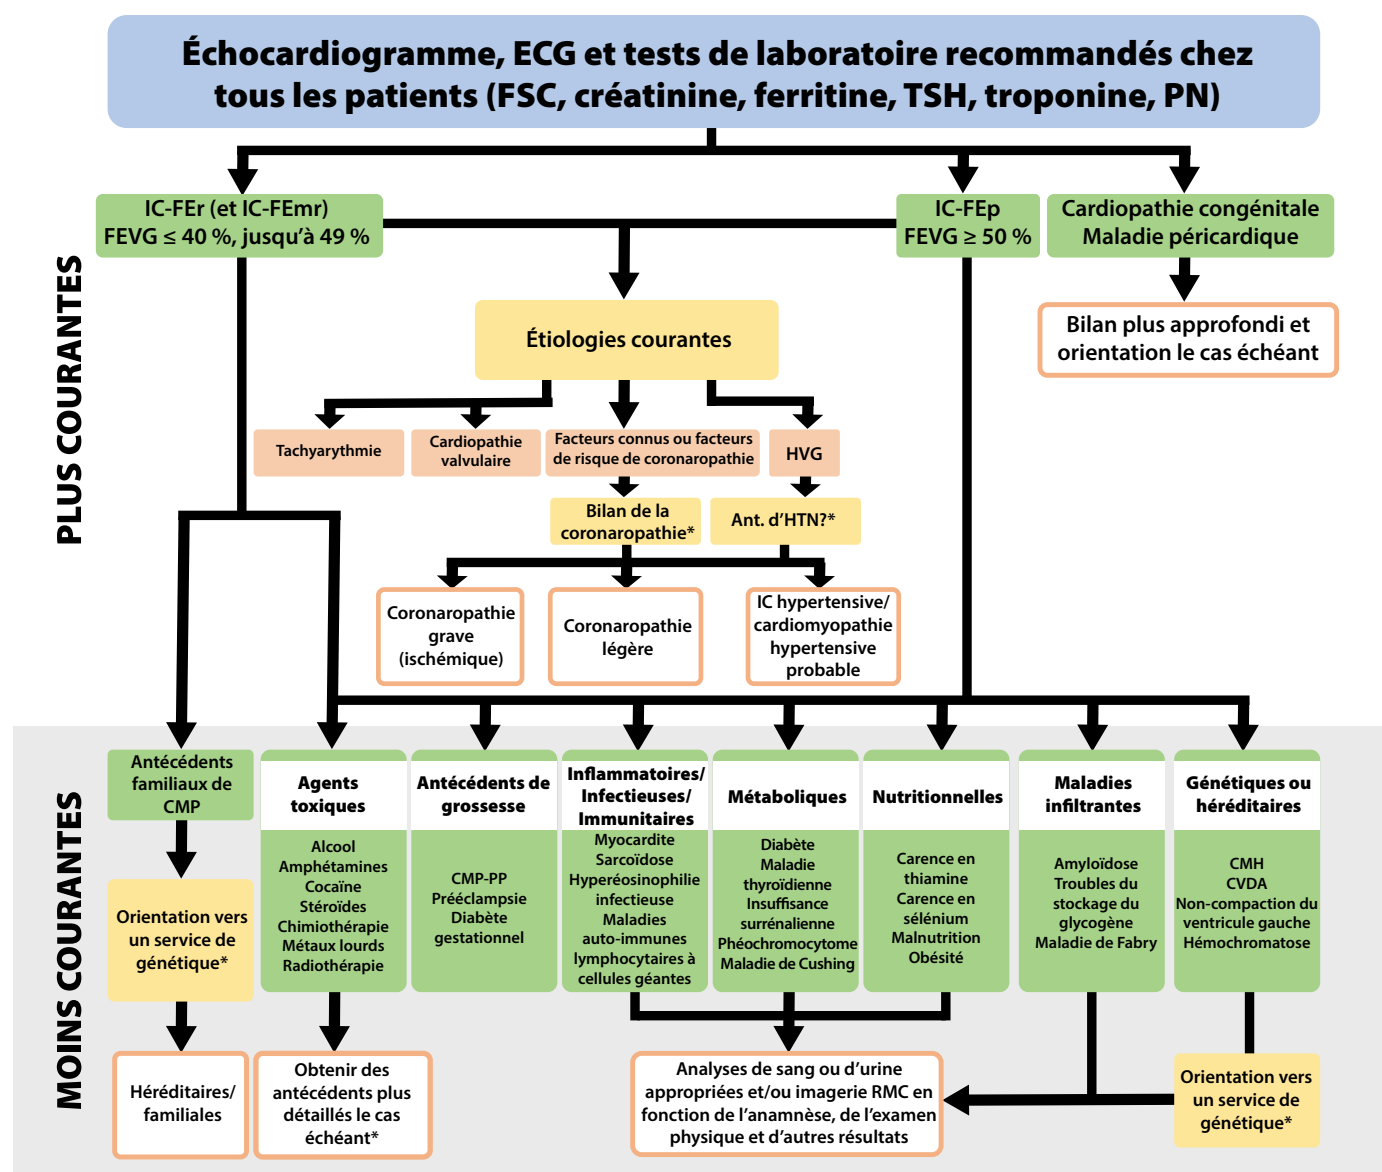 Échocardiogramme, ECG et tests de laboratoire recommandés chez
tous les patients (FSC, créatinine, ferritine, TSH, troponine, PN)
PLUS COURANTES
IC-FEr (et IC-FEmr)
FEVG ≤ 40 %, jusqu’à 49 %
IC-FEp
FEVG ≥ 50 %
Cardiopathie congénitale
Maladie péricardique
Bilan plus approfondi et
orientation le cas échéant
Étiologies courantes
Tachyarythmie
Cardiopathie
valvulaire
Facteurs connus ou facteurs
de risque de coronaropathie
HVG
Bilan de la
coronaropathie*
Ant. d’HTN?*
Coronaropathie
grave
(ischémique)
Coronaropathie
légère
IC hypertensive/
cardiomyopathie
hypertensive
probable
MOINS COURANTES
Antécédents
familiaux de
CMP
Orientation vers
un service de
génétique*
Héréditaires/
familiales
Agents
toxiques
Alcool
Amphétamines
Cocaïne
Stéroïdes
Chimiothérapie
Métaux lourds
Radiothérapie
Obtenir des
antécédents plus
détaillés le cas
échéant*
Antécédents de
grossesse
CMP-PP
Prééclampsie
Diabète
gestationnel
Inflammatoires/
Infectieuses/
Immunitaires
Myocardite
Sarcoïdose
Hyperéosinophilie
infectieuse
Maladies
auto-immunes
lymphocytaires à
cellules géantes
Métaboliques
Diabète
Maladie
thyroïdienne
Insuffisance
surrénalienne
Phéochromocytome
Maladie de Cushing
Nutritionnelles
Carence en
thiamine
Carence en
sélénium
Malnutrition
Obésité
Maladies
infiltrantes
Amyloïdose
Troubles du
stockage du
glycogène
Maladie de Fabry
Génétiques ou
héréditaires
CMH
CVDA
Non-compaction du
ventricule gauche
Hémochromatose
Analyses de sang ou d’urine
appropriées et/ou imagerie RMC en
fonction de l’anamnèse, de l’examen
physique et d’autres résultats
Orientation vers
un service de
génétique*